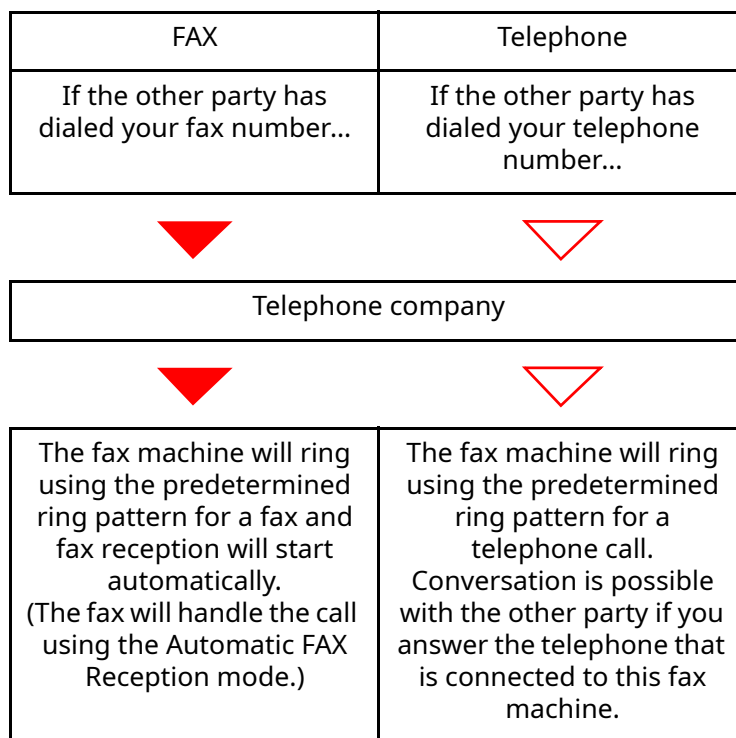 FAX
Telephone
If the other party has
dialed your fax number...
If the other party has
dialed your telephone
number...
Telephone company
The fax machine will ring
using the predetermined
ring pattern for a fax and
fax reception will start
automatically.
(The fax will handle the call
using the Automatic FAX
Reception mode.)
The fax machine will ring
using the predetermined
ring pattern for a
telephone call.
Conversation is possible
with the other party if you
answer the telephone that
is connected to this fax
machine.